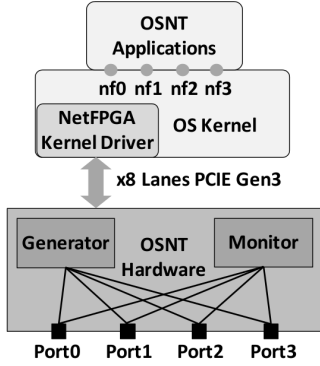 OSNT
Applications
nf0 nf1 nf2 nf3
NetFPGA
Kernel Driver
OS Kernel
x8 Lanes PCIE Gen3
Generator
OSNT
Hardware
Monitor
Port0 Port1 Port2 Port3